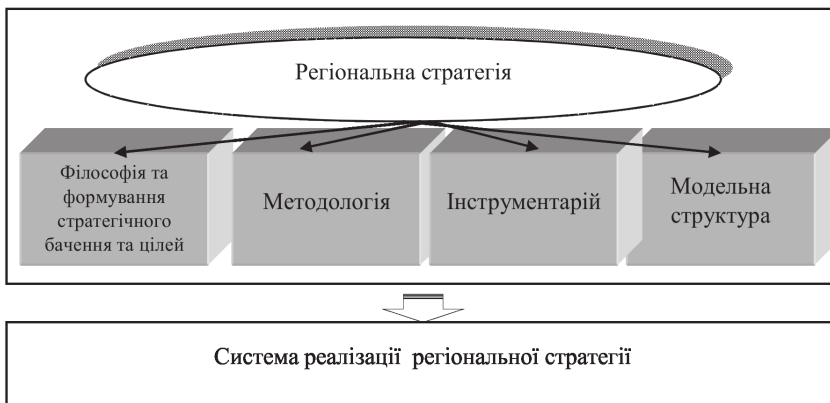 Регіональна стратегія
Філософія та
формування
стратегічного
бачення та цілей
Методологія
Інструментарій
Модельна
структура
Система реалізації регіональної стратегії